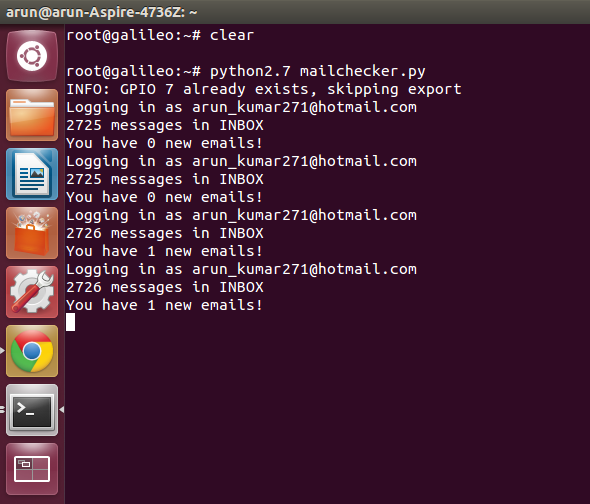 arun@arun-Aspire-4736Z: ~
root@galileo:~# clear
root@galileo:~# python2.7 mailchecker.py
INFO: GPIO 7 already exists, skipping export
Logging in as arun_kumar271@hotmail.com
2725 messages in INBOX
You have 0 new emails!
Logging in as arun_kumar271@hotmail.com
2725 messages in INBOX
You have 0 new emails!
Logging in as arun_kumar271@hotmail.com
2726 messages in INBOX
You have 1 new emails!
Logging in as arun_kumar271@hotmail.com
2726 messages in INBOX
You have 1 new emails!
>_